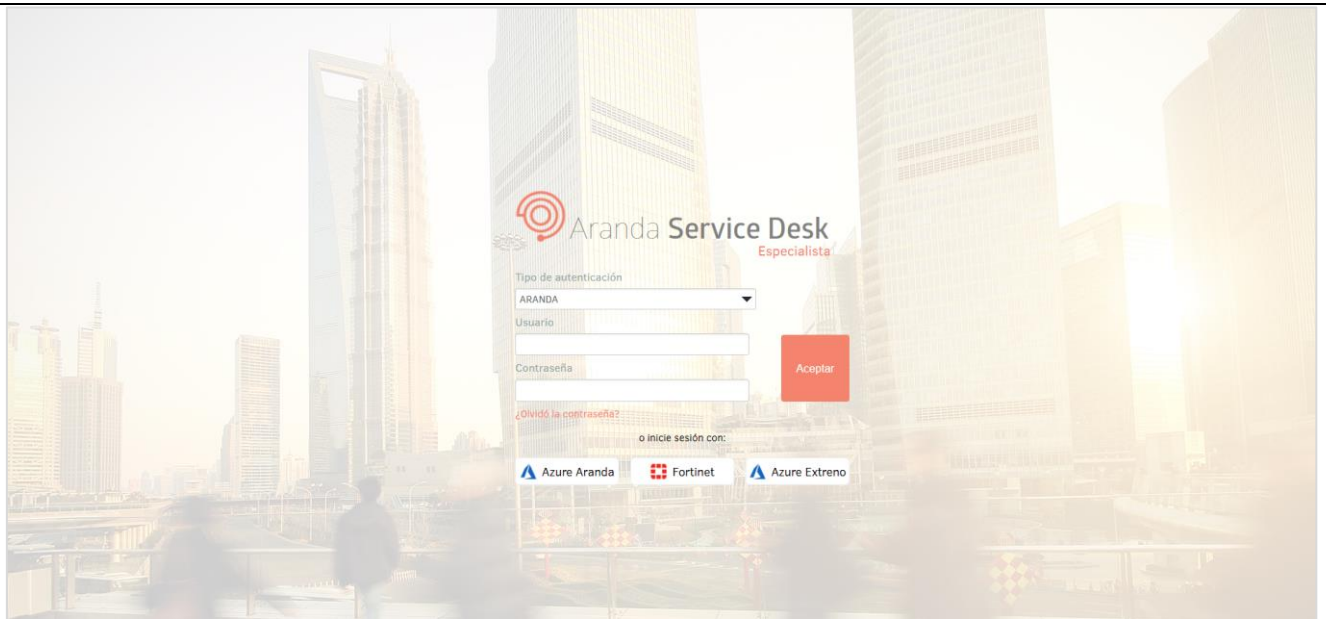 Aranda Service Desk
Especialista
Tipo de autenticación
ARANDA
Usuario
Contraseña
Aceptar
¿Olvidó la contraseña?
o inicie sesión con:
Azure Aranda
Fortinet
Azure Extreno